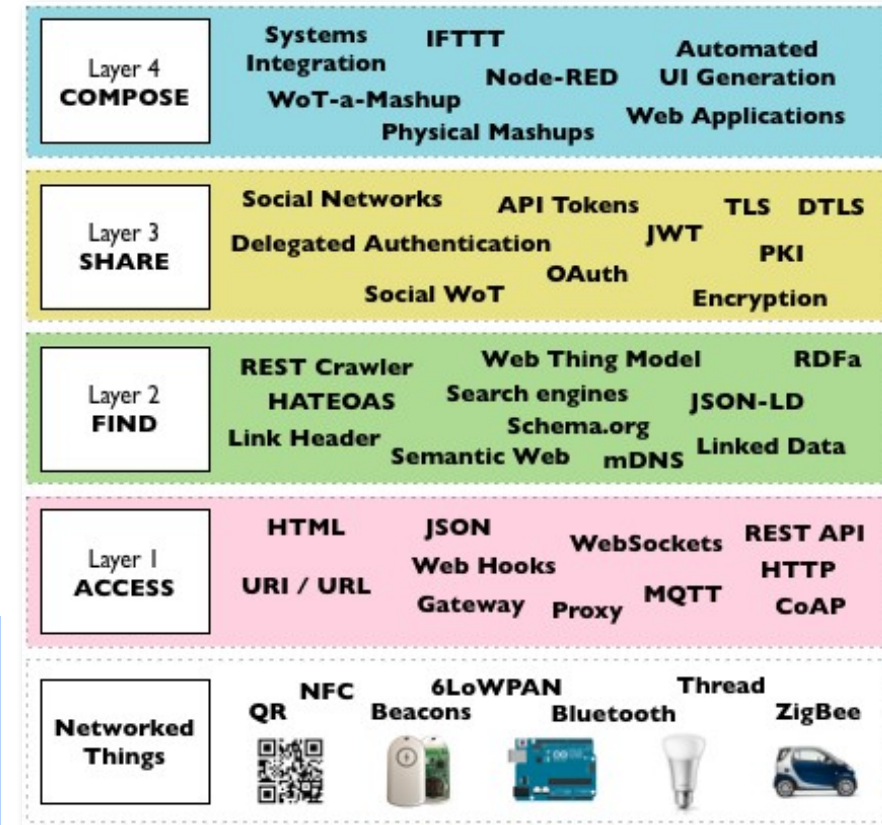 Layer 4
COMPOSE
Systems
Integration
IFTTT
Node-RED
Automated
UI Generation
WoT-a-Mashup
Physical Mashups
Web Applications
Layer 3
SHARE
Social Networks
API Tokens
TLS
DTLS
Delegated Authentication
JWT
PKI
OAuth
Social WoT
Encryption
Layer 2
FIND
REST Crawler
Web Thing Model
RDFa
HATEOAS
Search engines
JSON-LD
Link Header
Schema.org
Semantic Web
mDNS
Linked Data
Layer 1
ACCESS
HTML
JSON
WebSockets
REST API
Web Hooks
HTTP
URI / URL
Gateway
Proxy
MQTT
CoAP
Networked
Things
NFC
6LoWPAN
Thread
QR
Beacons
Bluetooth
ZigBee